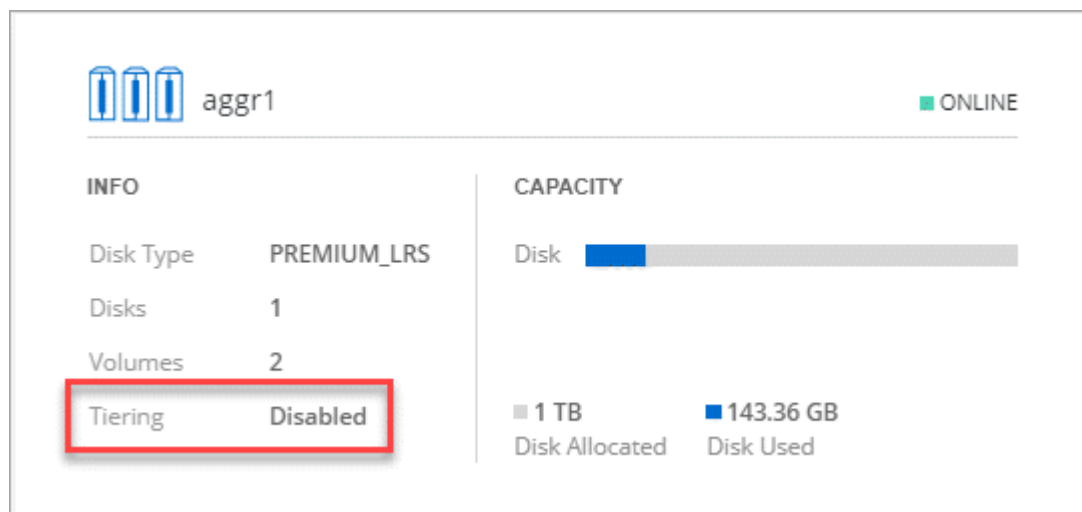 aggr1
ONLINE
INFO
Disk Type PREMIUM_LRS
Disks 1
Volumes 2
Tiering Disabled
CAPACITY
Disk
1 TB
Disk Allocated
143.36 GB
Disk Used